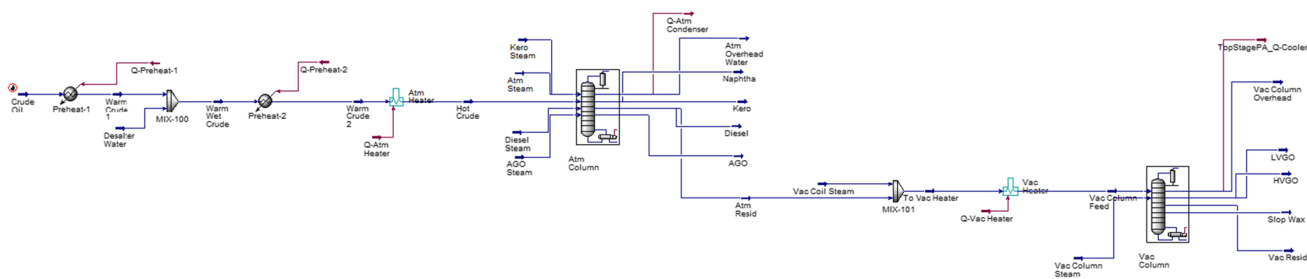 Crude
Oil
Q-Preheat-1
Preheat-1
Warm
Crude
1
Desalter
Water
MIX-100
Warm
Wet
Crude
Q-Preheat-2
Preheat-2
Warm
Crude
2
Atm
Heater
Q-Atm
Heater
Hot
Crude
Kero
Steam
Atm
Steam
Diesel
Steam
AGO
Steam
Atm
Column
Q-Atm
Condenser
Atm
Overhead
Water
Naphtha
Kero
Diesel
AGO
Atm
Resid
Vac Coil Steam
MIX-101
To Vac Heater
Vac
Heater
Q-Vac Heater
Vac Column
Feed
Vac Column
Steam
Vac
Column
TopStagePA_Q-Cooler
Vac Column
Overhead
LVGO
HVGO
Slop Wax
Vac Resid